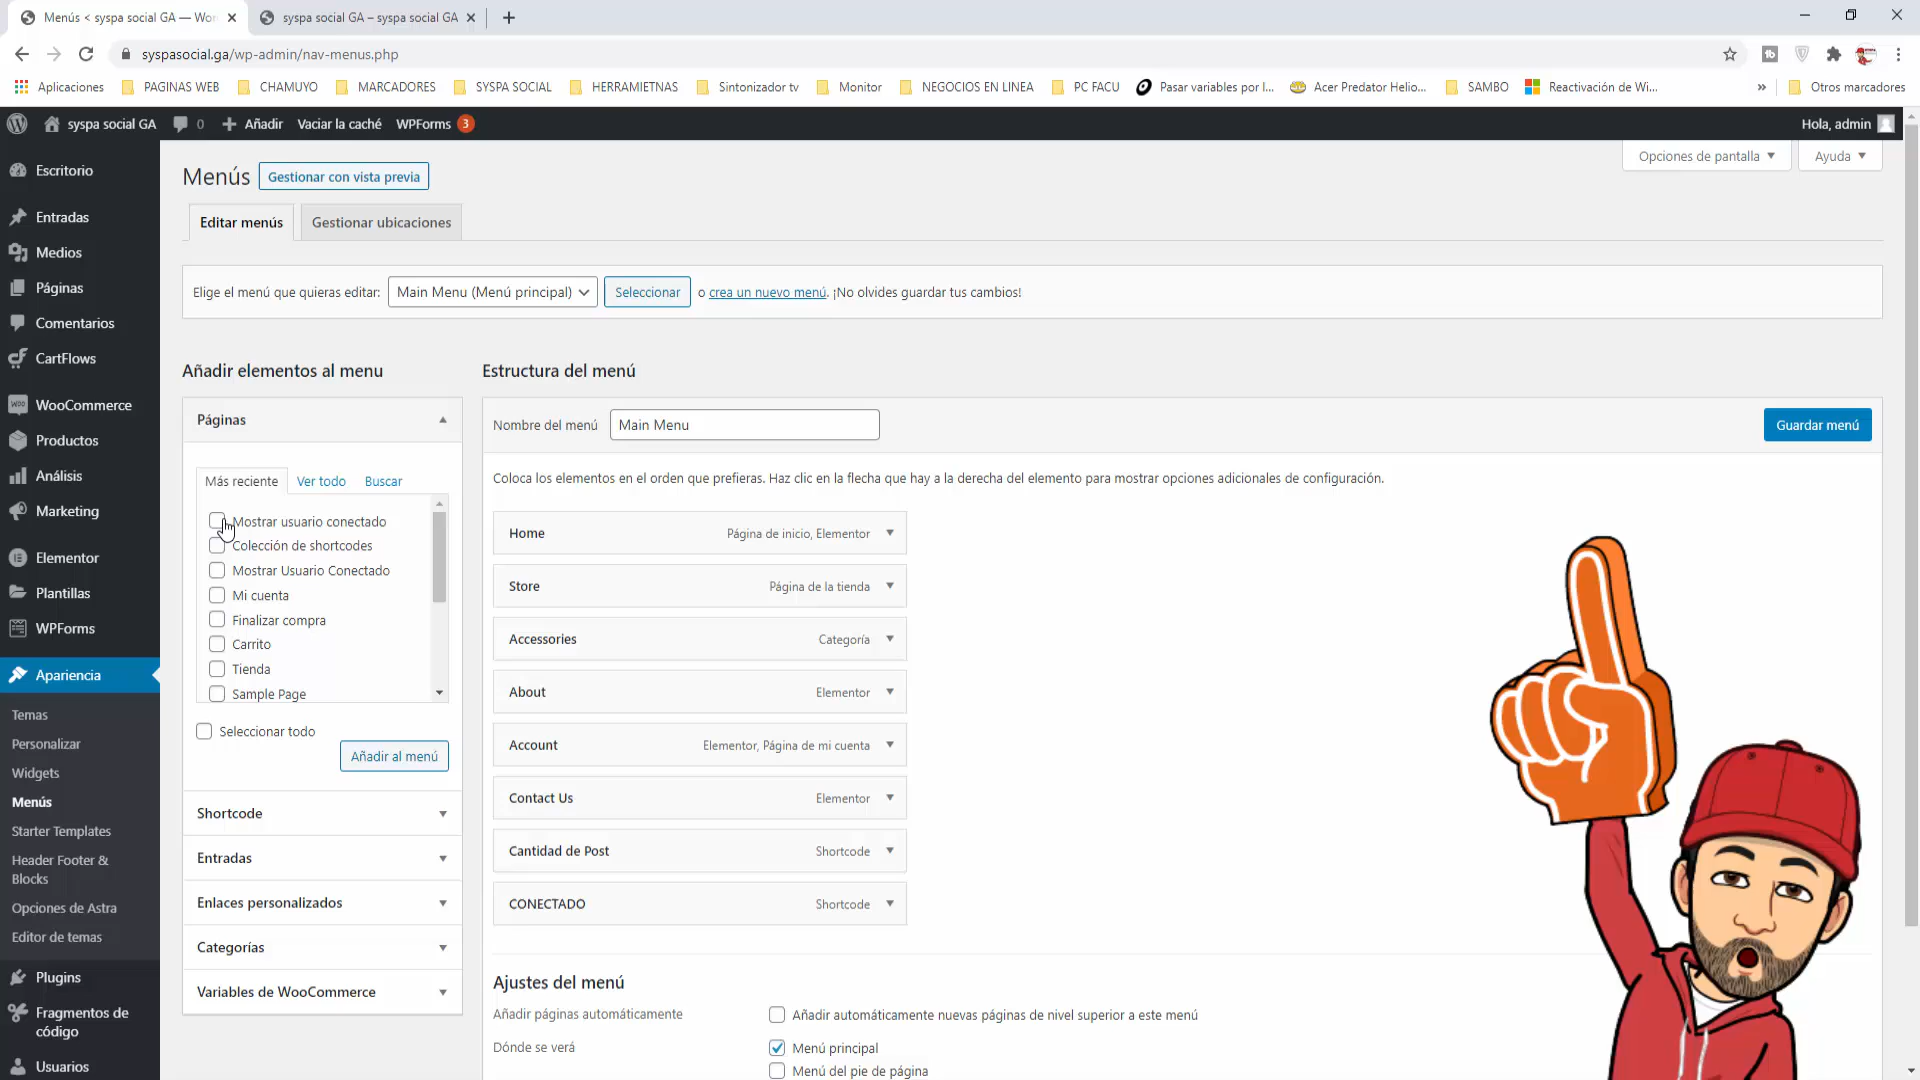 Menús < syspa social GA — Wor
syspa social GA – syspa social GA
syspasocial.ga/wp-admin/nav-menus.php
Aplicaciones
PAGINAS WEB
CHAMUYO
MARCADORES
SYSPA SOCIAL
HERRAMIETNAS
Sintonizador tv
Monitor
NEGOCIOS EN LINEA
PC FACU
Pasar variables por l...
Acer Predator Helio...
SAMBO
Reactivación de Wi...
»
Otros marcadores
syspa social GA
0
Añadir
Vaciar la caché
WPForms 3
Hola, admin
Escritorio
Entradas
Medios
Páginas
Comentarios
CartFlows
WooCommerce
Productos
Análisis
Marketing
Elementor
Plantillas
WPForms
Apariencia
Temas
Personalizar
Widgets
Menús
Starter Templates
Header Footer &
Blocks
Opciones de Astra
Editor de temas
Plugins
Fragmentos de
código
Usuarios
Opciones de pantalla
Ayuda
Menús
Gestionar con vista previa
Editar menús
Gestionar ubicaciones
Elige el menú que quieras editar: Main Menu (Menú principal) Seleccionar o crea un nuevo menú. ¡No olvides guardar tus cambios!
Añadir elementos al menu
Páginas
Más reciente
Ver todo
Buscar
Mostrar usuario conectado
Colección de shortcodes
Mostrar Usuario Conectado
Mi cuenta
Finalizar compra
Carrito
Tienda
Sample Page
Seleccionar todo
Añadir al menú
Shortcode
Entradas
Enlaces personalizados
Categorías
Variables de WooCommerce
Estructura del menú
Nombre del menú Main Menu
Guardar menú
Coloca los elementos en el orden que prefieras. Haz clic en la flecha que hay a la derecha del elemento para mostrar opciones adicionales de configuración.
Home Página de inicio, Elementor
Store Página de la tienda
Accessories Categoría
About Elementor
Account Elementor, Página de mi cuenta
Contact Us Elementor
Cantidad de Post Shortcode
CONECTADO Shortcode
Ajustes del menú
Añadir páginas automáticamente
Añadir automáticamente nuevas páginas de nivel superior a este menú
Dónde se verá
Menú principal
Menú del pie de página